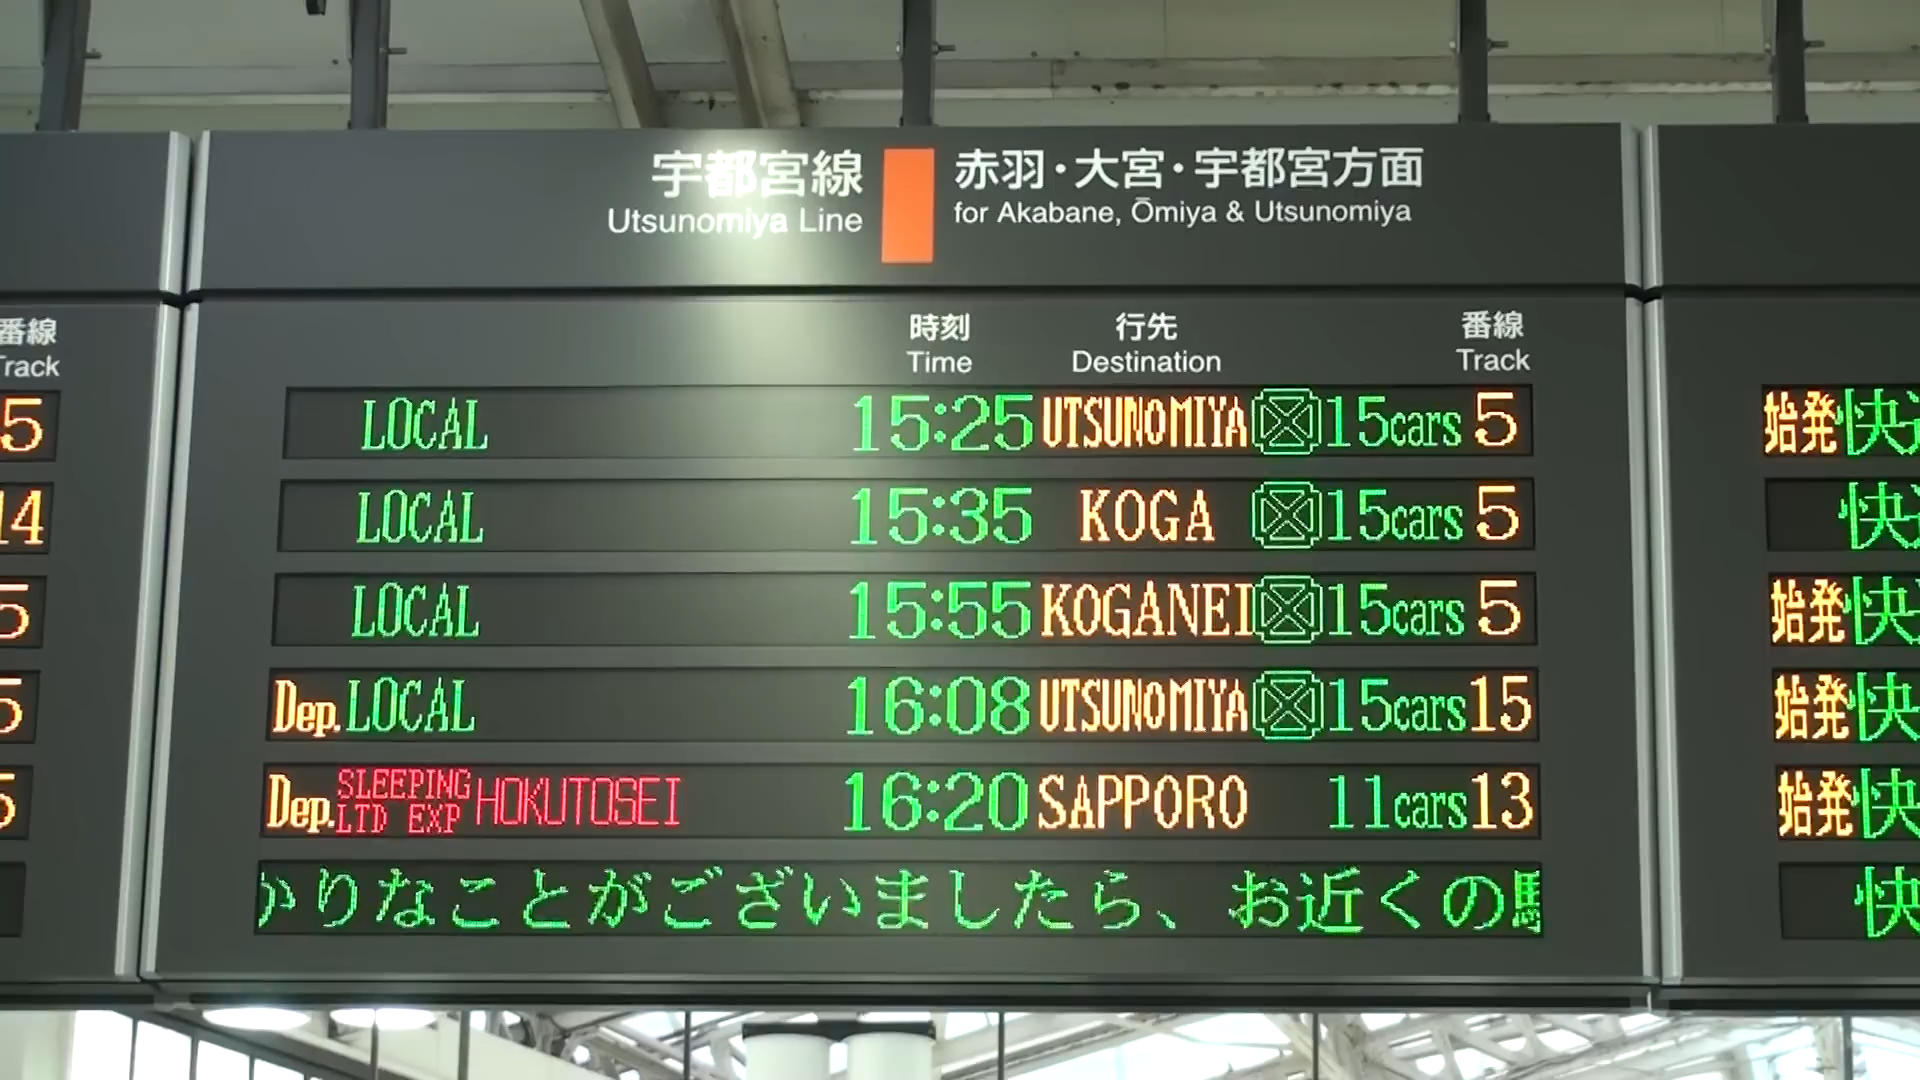 宇都宮線 赤羽・大宮・宇都宮方面
Utsunomiya Line for Akabane, Ōmiya & Utsunomiya
番線 時刻 行先 番線
Track Time Destination Track
5 LOCAL 15:25 UTSUNOMIYA 15cars 5 始発 快
14 LOCAL 15:35 KOGA 15cars 5 快
5 LOCAL 15:55 KOGANEI 15cars 5 始発 快
5 Dep. LOCAL 16:08 UTSUNOMIYA 15cars 15 始発 快
5 Dep. SLEEPING LTD EXP HOKUTOSEI 16:20 SAPPORO 11cars 13 始発 快
かりなことがございましたら、お近くの駅 快